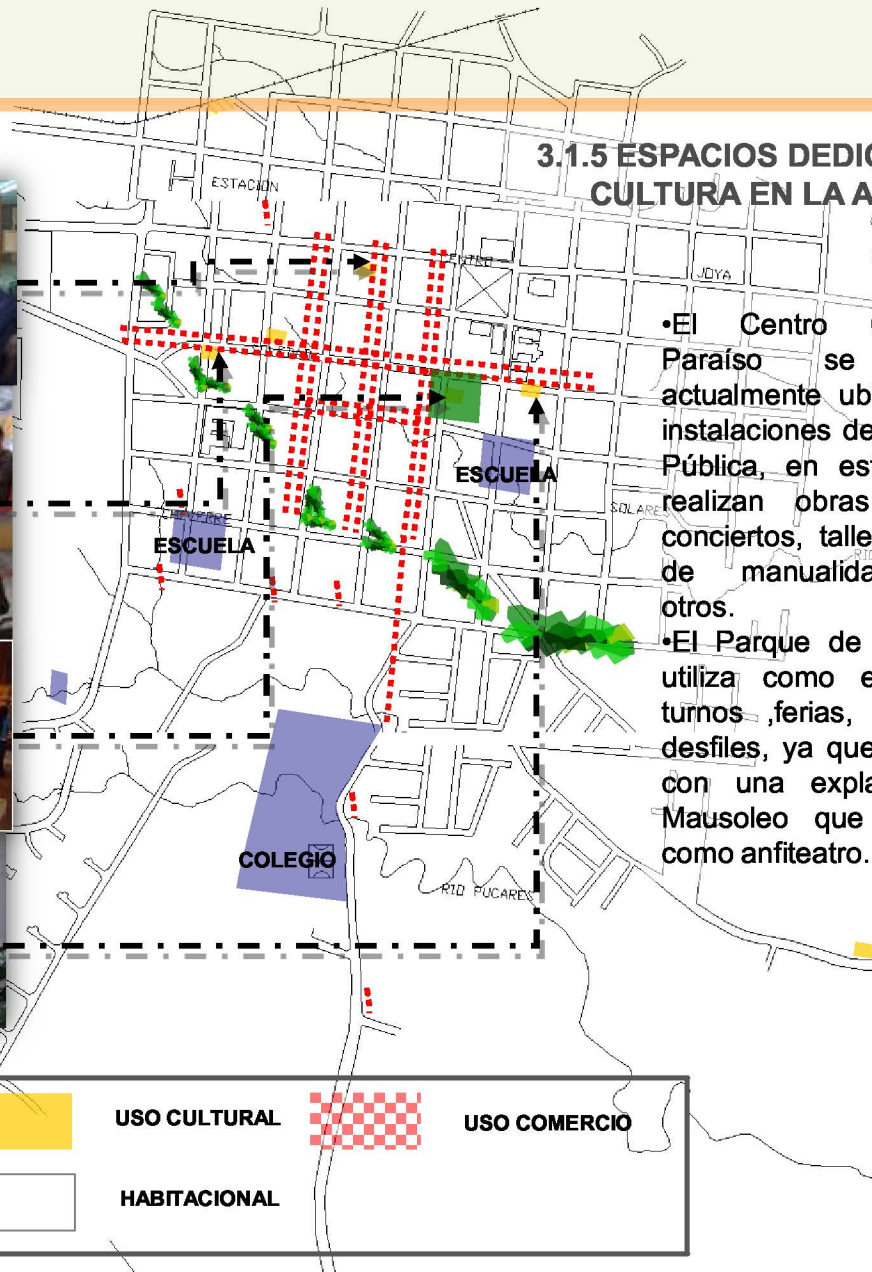 3.1.5 ESPACIOS DEDIC
CULTURA EN LA A
ESTACION
JOYA
•El Centro
Paraíso se
actualmente ub
instalaciones de
Pública, en es
realizan obras
conciertos, talle
de manualida
otros.
•El Parque de
utiliza como e
turnos ,ferias,
desfiles, ya que
con una expla
Mausoleo que
como anfiteatro.
ESCUELA
SOLARES
ESCUELA
COLEGIO
RIO PUCARES
USO CULTURAL
USO COMERCIO
HABITACIONAL